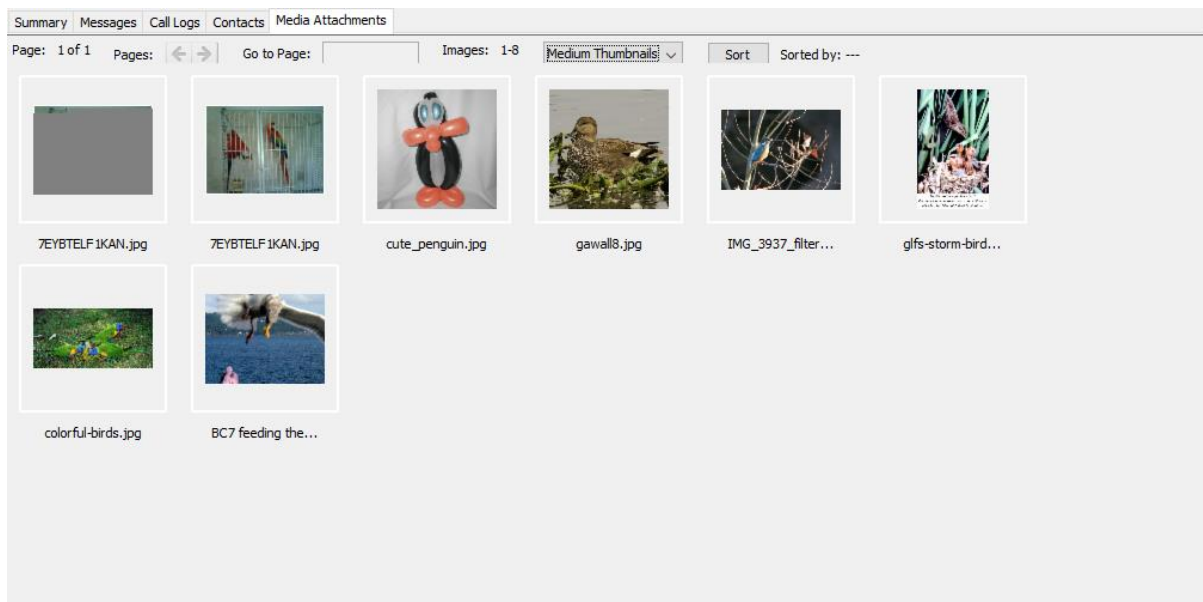 Summary Messages Call Logs Contacts Media Attachments
Page: 1 of 1 Pages: Go to Page: Images: 1-8 Medium Thumbnails Sort Sorted by: ---
7EYBTELF1KAN.jpg 7EYBTELF1KAN.jpg cute_penguin.jpg gawall8.jpg IMG_3937_filter... glfs-storm-bird...
colorful-birds.jpg BC7 feeding the...